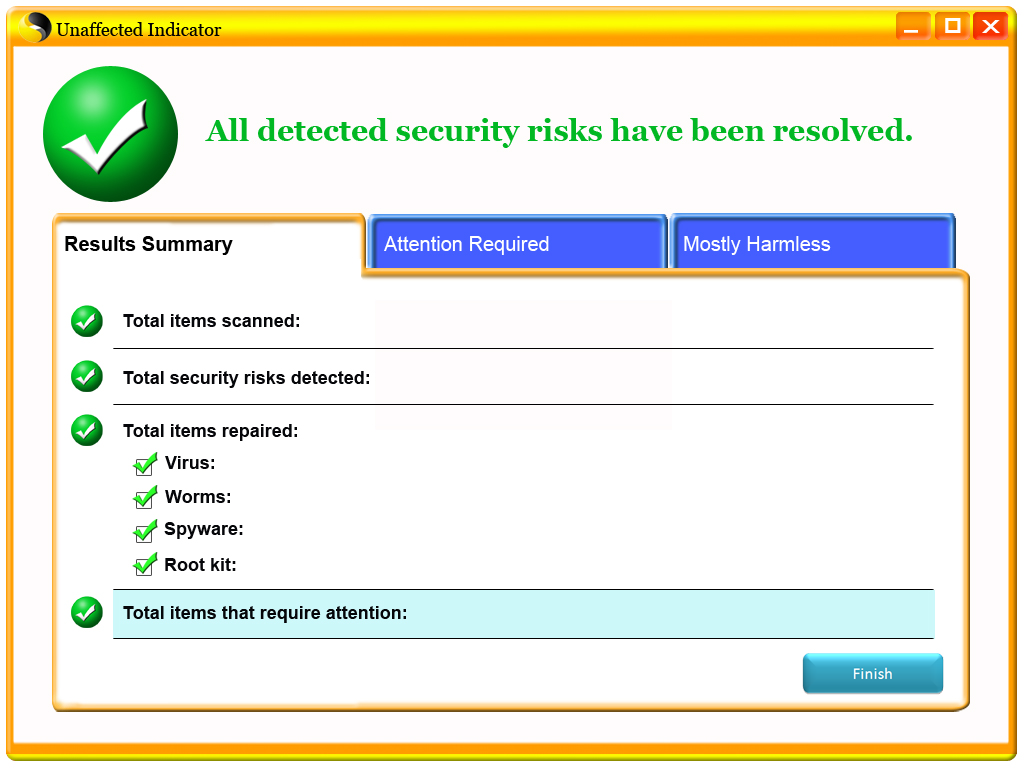 Unaffected Indicator
All detected security risks have been resolved.
Results Summary
Attention Required
Mostly Harmless
Total items scanned:
Total security risks detected:
Total items repaired:
Virus:
Worms:
Spyware:
Root kit:
Total items that require attention:
Finish